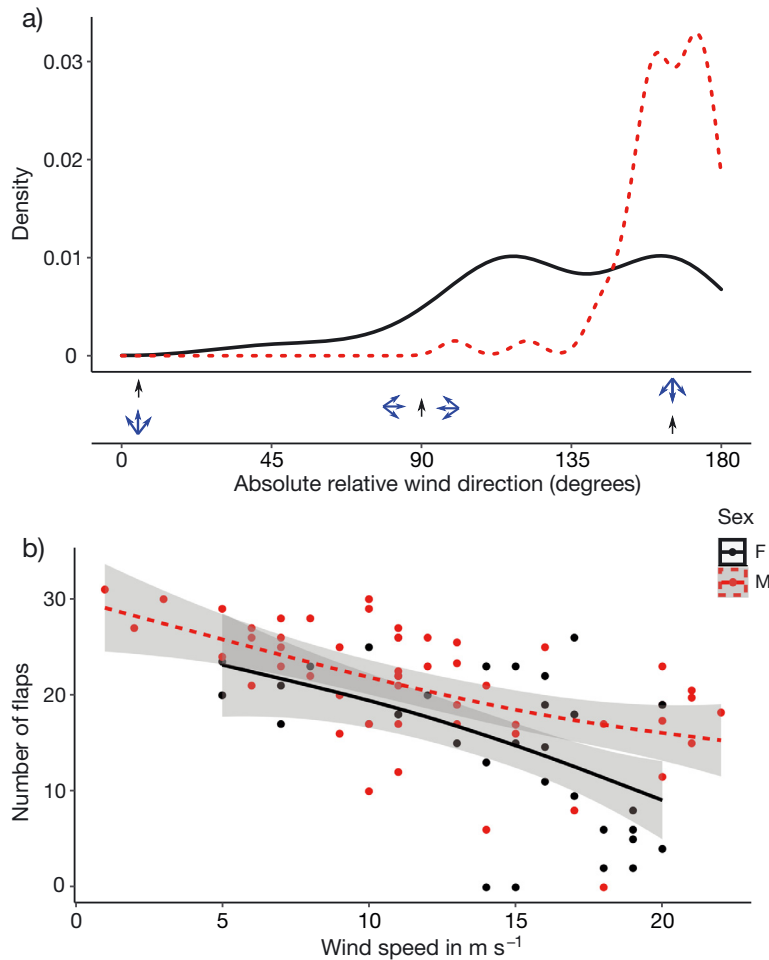 a)
0.03
0.02
0.01
0
Density
0 45 90 135 180
Absolute relative wind direction (degrees)
b)
Sex
F
M
30
20
10
0
Number of flaps
0 5 10 15 20
Wind speed in m s⁻¹